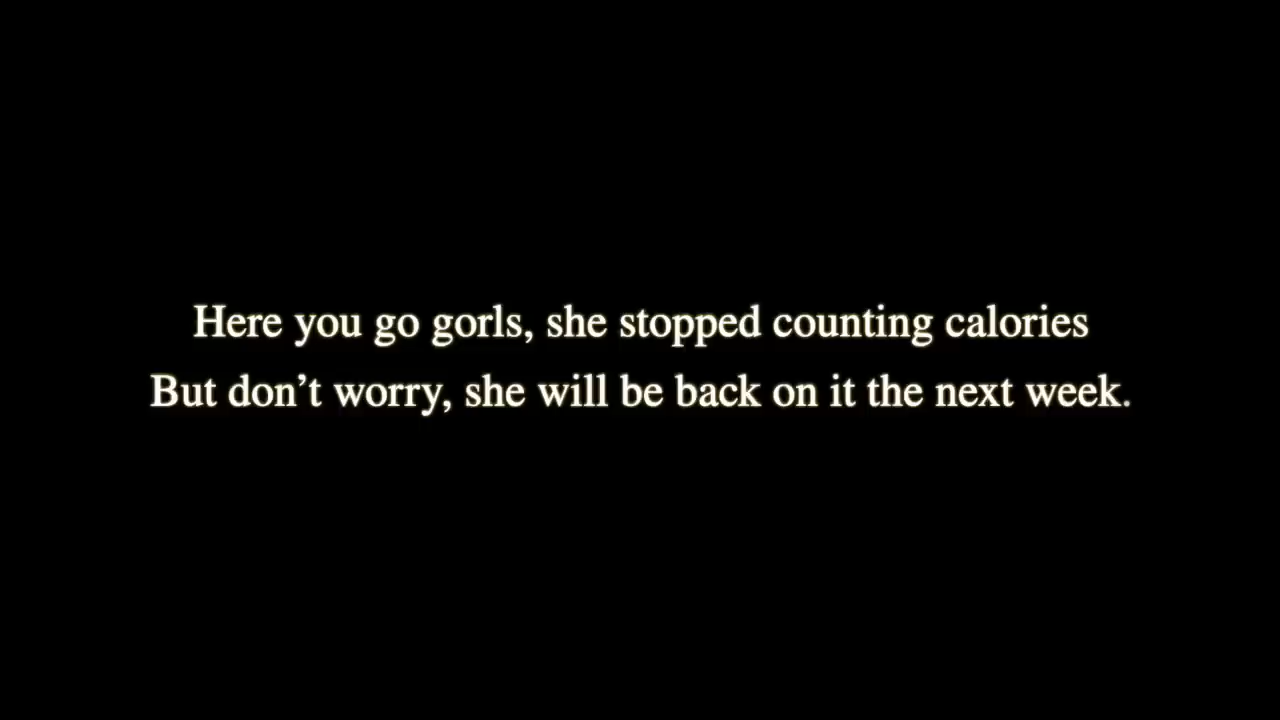 Here you go gorls, she stopped counting calories
But don’t worry, she will be back on it the next week.